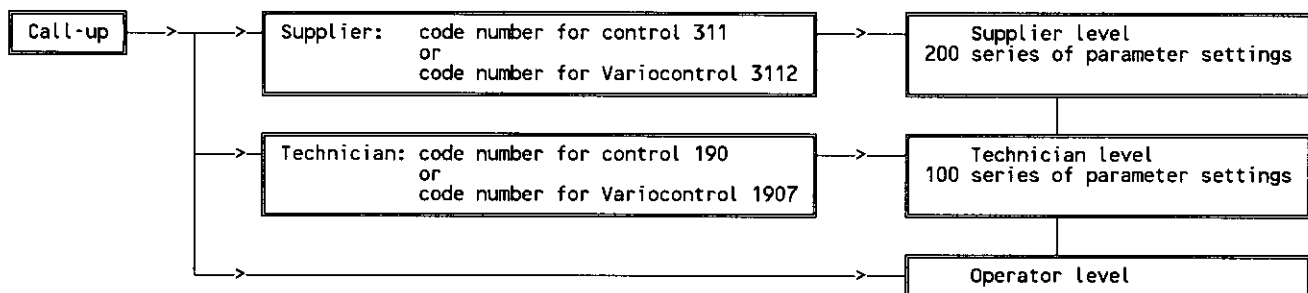 Call-up
Supplier: code number for control 311
or
code number for Variocontrol 3112
Supplier level
200 series of parameter settings
Technician: code number for control 190
or
code number for Variocontrol 1907
Technician level
100 series of parameter settings
Operator level